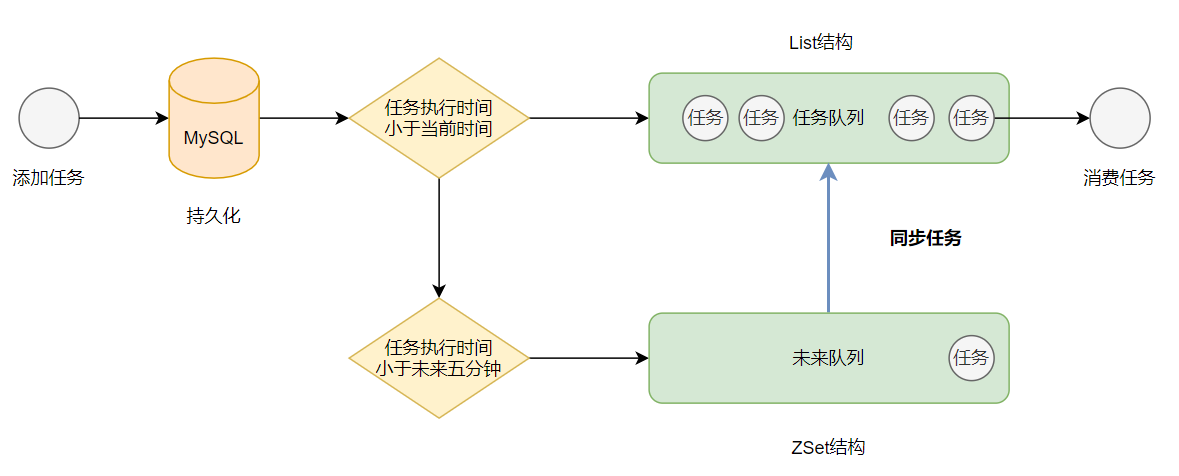 List结构
任务执行时间
小于当前时间
任务
任务
任务队列
任务
任务
MySQL
添加任务
消费任务
持久化
同步任务
任务执行时间
小于未来五分钟
未来队列
任务
ZSet结构